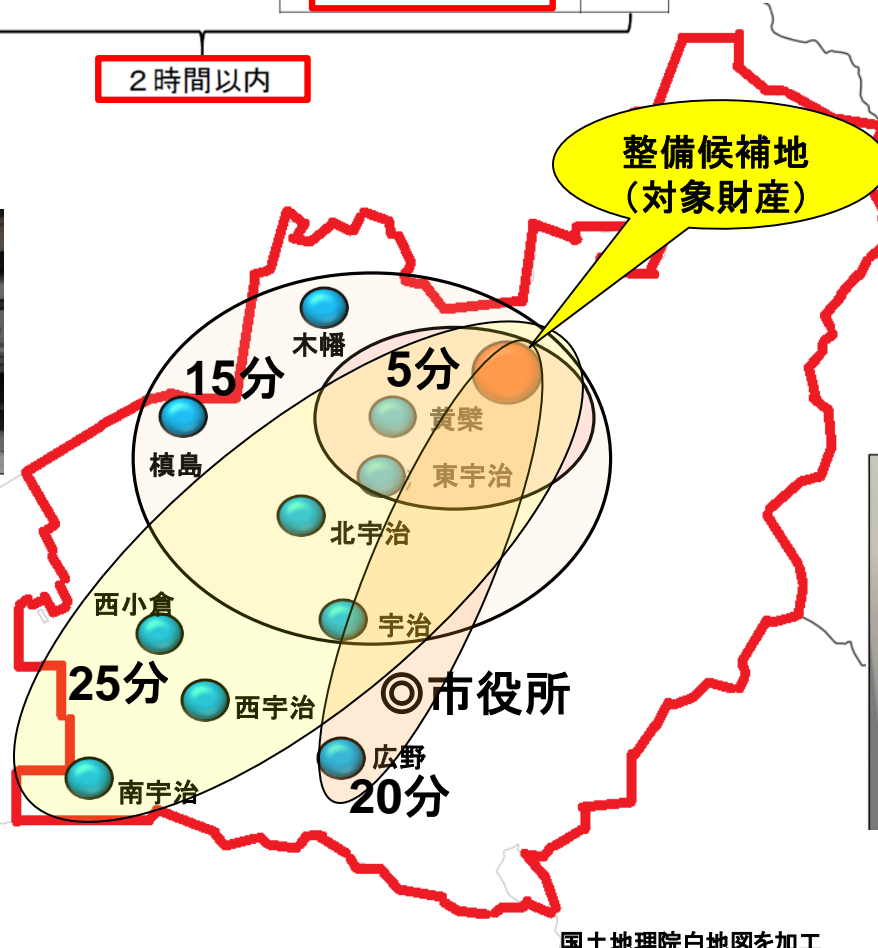 ２時間以内
整備候補地
（対象財産）
木幡
15分
5分
黄檗
槙島
東宇治
北宇治
西小倉
宇治
25分
西宇治
◎市役所
広野
南宇治
20分
国土地理院白地図を加工